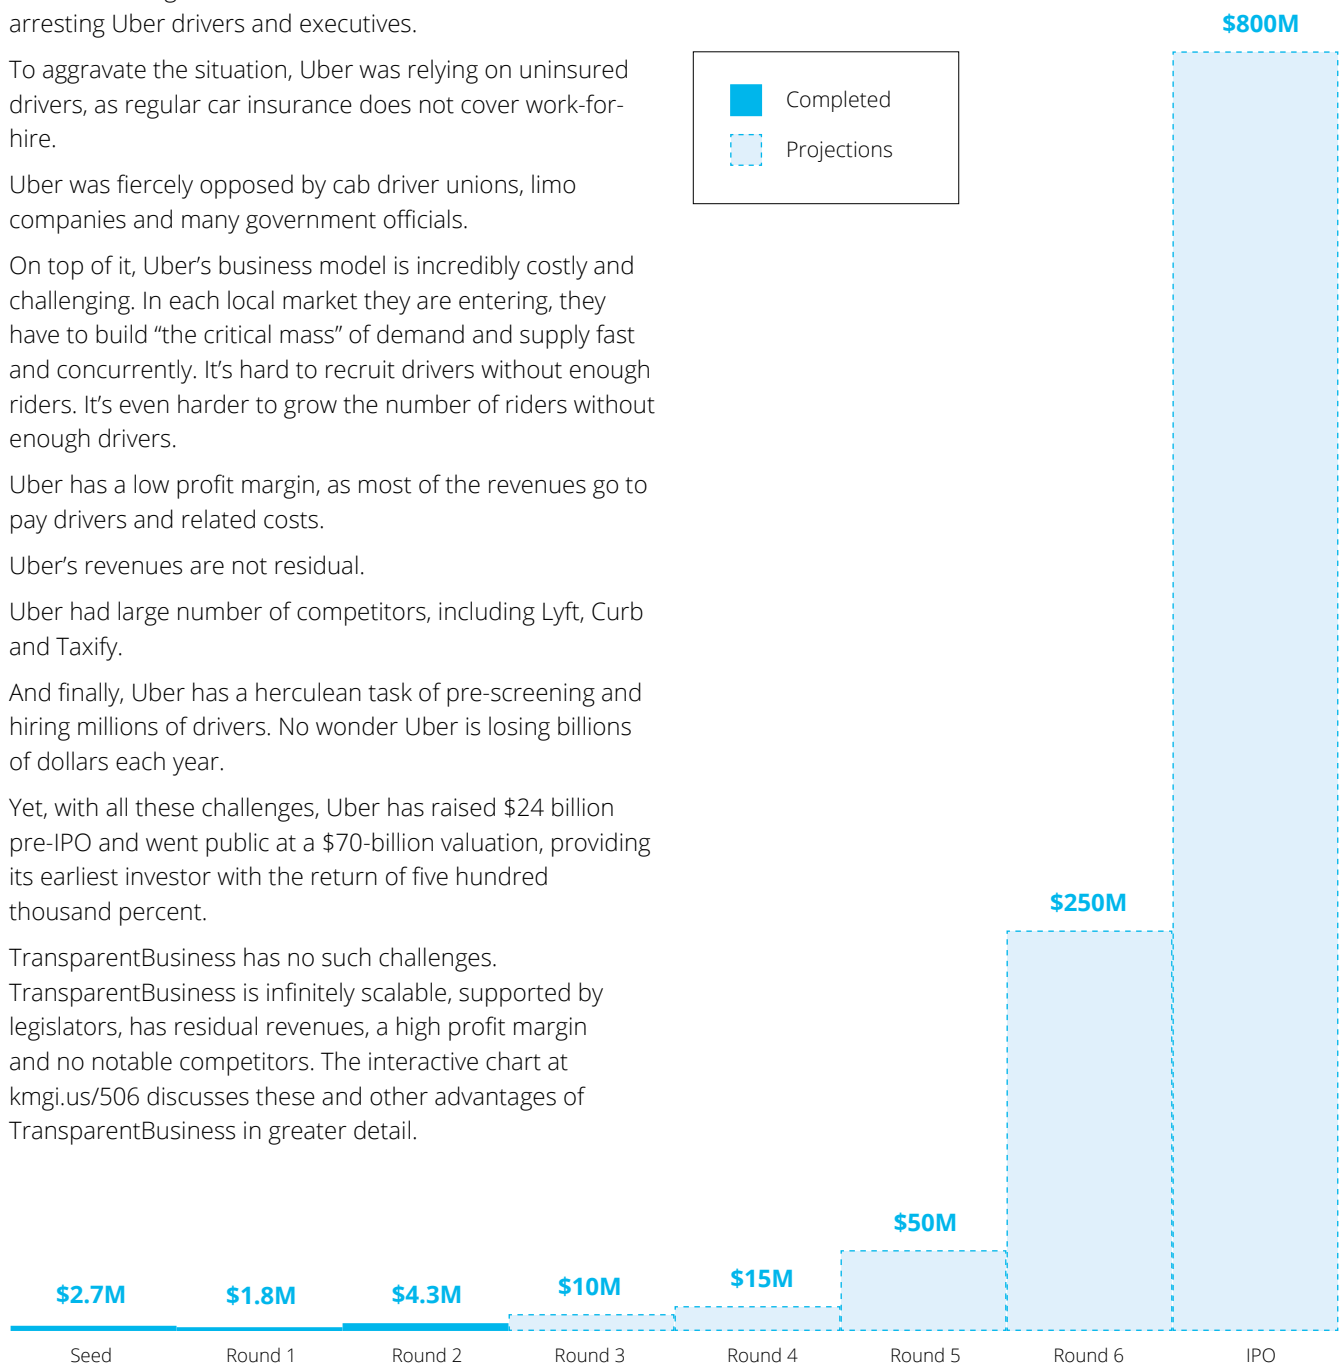 arresting Uber drivers and executives.
To aggravate the situation, Uber was relying on uninsured
drivers, as regular car insurance does not cover work-for-
hire.
Uber was fiercely opposed by cab driver unions, limo
companies and many government officials.
On top of it, Uber’s business model is incredibly costly and
challenging. In each local market they are entering, they
have to build “the critical mass” of demand and supply fast
and concurrently. It’s hard to recruit drivers without enough
riders. It’s even harder to grow the number of riders without
enough drivers.
Uber has a low profit margin, as most of the revenues go to
pay drivers and related costs.
Uber’s revenues are not residual.
Uber had large number of competitors, including Lyft, Curb
and Taxify.
And finally, Uber has a herculean task of pre-screening and
hiring millions of drivers. No wonder Uber is losing billions
of dollars each year.
Yet, with all these challenges, Uber has raised $24 billion
pre-IPO and went public at a $70-billion valuation, providing
its earliest investor with the return of five hundred
thousand percent.
TransparentBusiness has no such challenges.
TransparentBusiness is infinitely scalable, supported by
legislators, has residual revenues, a high profit margin
and no notable competitors. The interactive chart at
kmgi.us/506 discusses these and other advantages of
TransparentBusiness in greater detail.
Completed
Projections
$2.7M
$1.8M
$4.3M
$10M
$15M
$50M
$250M
$800M
Seed
Round 1
Round 2
Round 3
Round 4
Round 5
Round 6
IPO